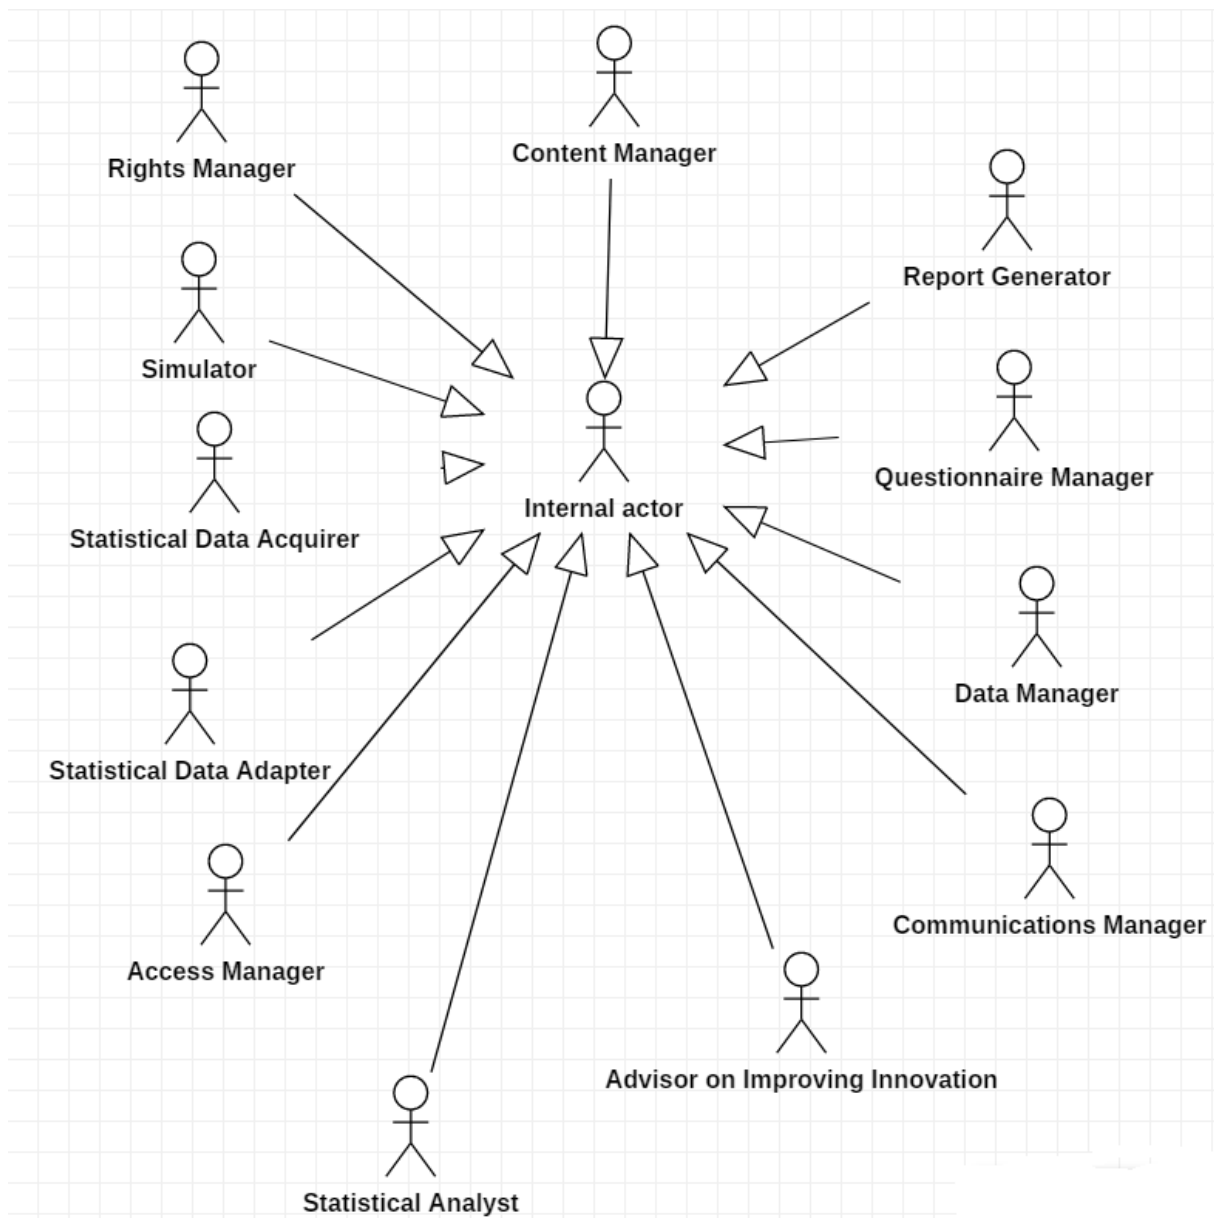 Content Manager
Rights Manager
Report Generator
Simulator
Questionnaire Manager
Internal actor
Statistical Data Acquirer
Data Manager
Statistical Data Adapter
Communications Manager
Access Manager
Advisor on Improving Innovation
Statistical Analyst